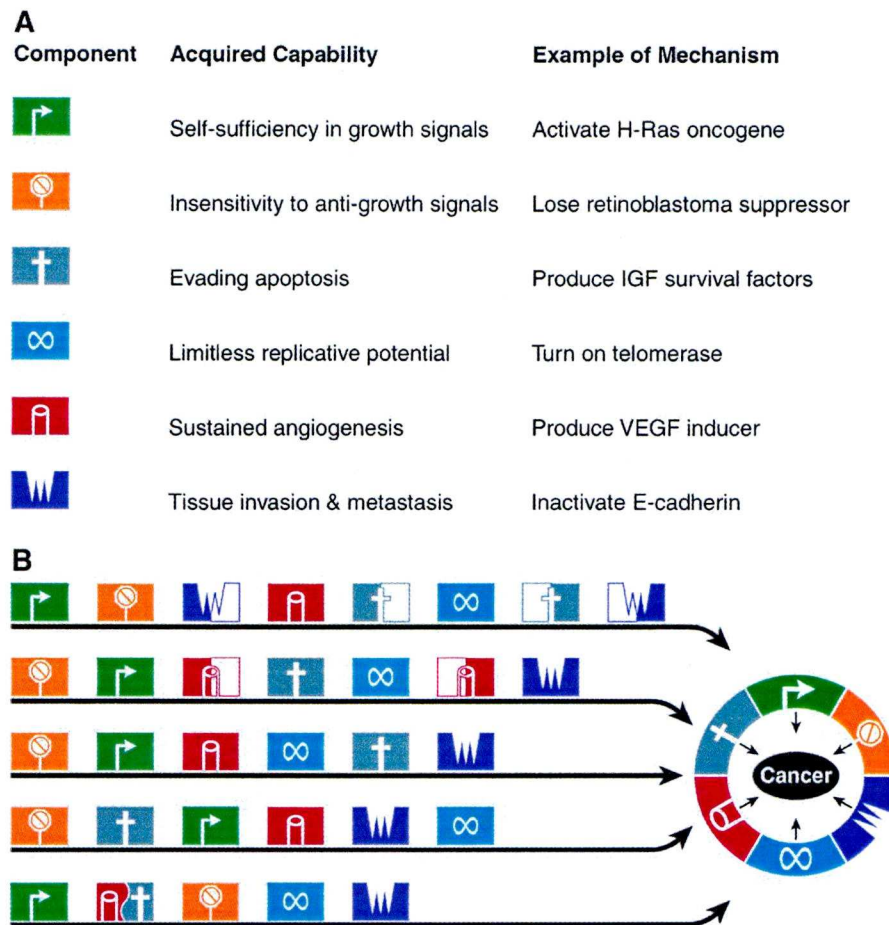 A
Component Acquired Capability Example of Mechanism
Self-sufficiency in growth signals Activate H-Ras oncogene
Insensitivity to anti-growth signals Lose retinoblastoma suppressor
Evading apoptosis Produce IGF survival factors
Limitless replicative potential Turn on telomerase
Sustained angiogenesis Produce VEGF inducer
Tissue invasion & metastasis Inactivate E-cadherin
B
Cancer